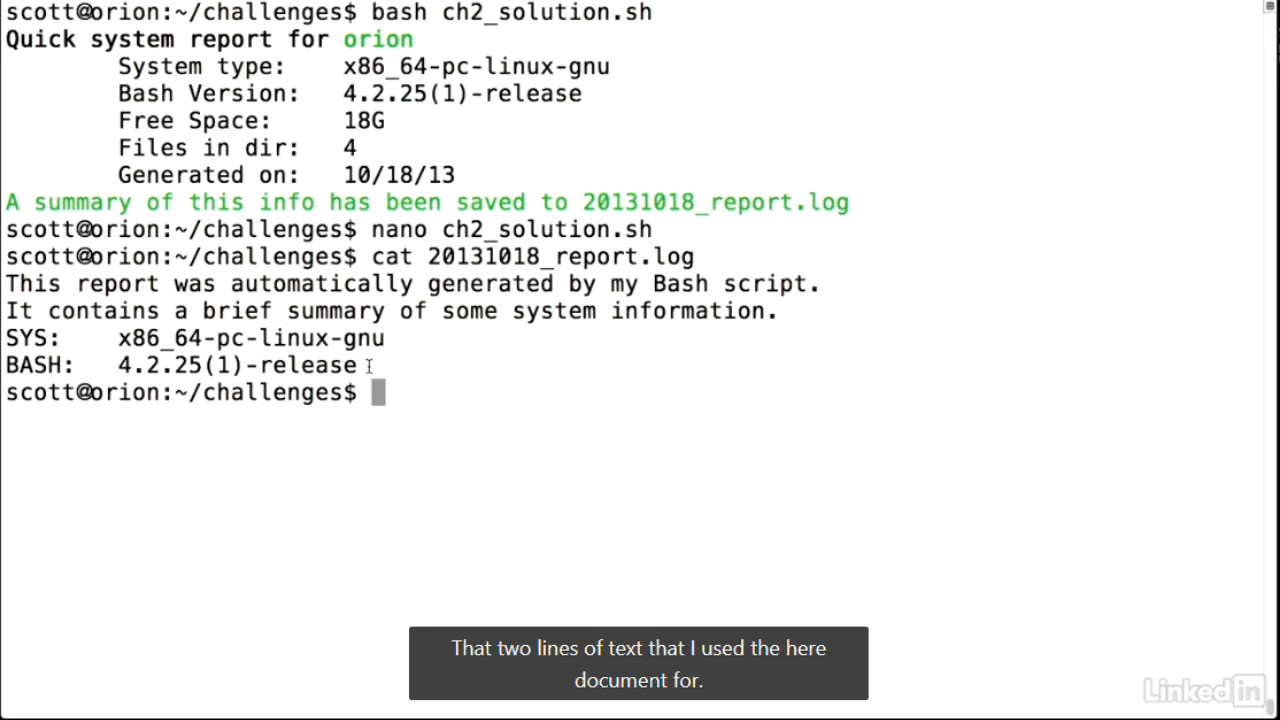 scott@orion:~/challenges$ bash ch2_solution.sh
Quick system report for orion
System type: x86_64-pc-linux-gnu
Bash Version: 4.2.25(1)-release
Free Space: 18G
Files in dir: 4
Generated on: 10/18/13
A summary of this info has been saved to 20131018_report.log
scott@orion:~/challenges$ nano ch2_solution.sh
scott@orion:~/challenges$ cat 20131018_report.log
This report was automatically generated by my Bash script.
It contains a brief summary of some system information.
SYS: x86_64-pc-linux-gnu
BASH: 4.2.25(1)-release
scott@orion:~/challenges$
That two lines of text that I used the here
document for.
Linked in